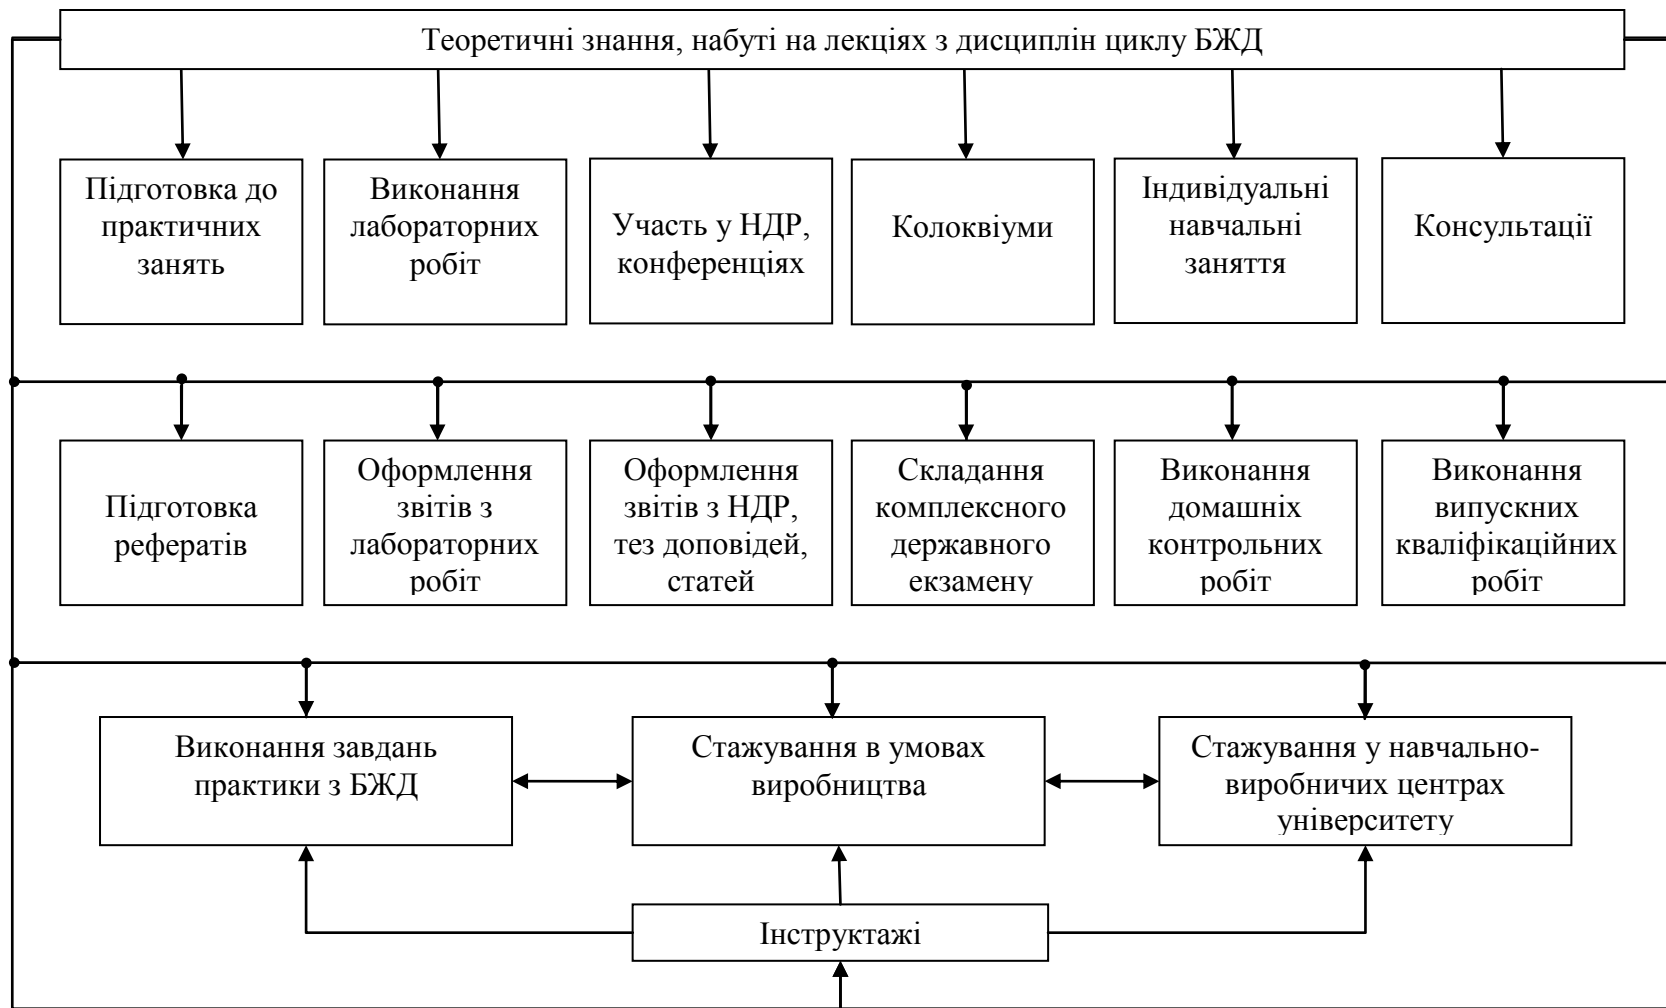 Теоретичні знання, набуті на лекціях з дисциплін циклу БЖД
Підготовка до
практичних
занять
Виконання
лабораторних
робіт
Участь у НДР,
конференціях
Колоквіуми
Індивідуальні
навчальні
заняття
Консультації
Підготовка
рефератів
Оформлення
звітів з
лабораторних
робіт
Оформлення
звітів з НДР,
тез доповідей,
статей
Складання
комплексного
державного
екзамену
Виконання
домашніх
контрольних
робіт
Виконання
випускних
кваліфікаційних
робіт
Виконання завдань
практики з БЖД
Стажування в умовах
виробництва
Стажування у навчально-
виробничих центрах
університету
Інструктажі